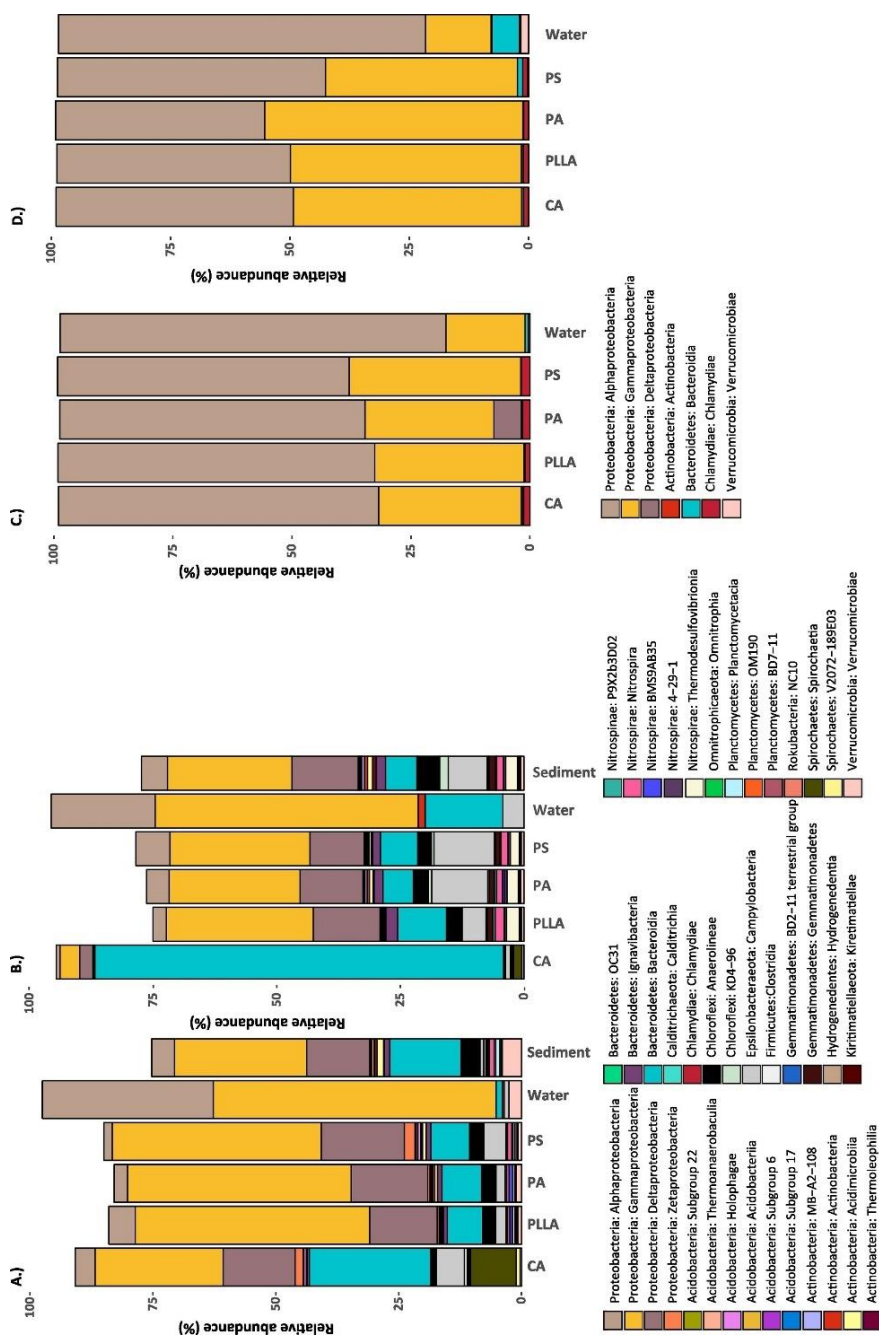 A.)
Relative abundance (%)
100 -
75 -
25 -
0 -
CA
PLLA
PA
PS
Water
Sediment
B.)
100 -
75 -
25 -
0 -
CA
PLLA
PA
PS
Water
Sediment
C.)
Relative abundance (%)
100 -
75 -
50 -
25 -
0 -
CA
PLLA
PA
PS
Water
D.)
Relative abundance (%)
100 -
75 -
50 -
25 -
0 -
CA
PLLA
PA
PS
Water
Proteobacteria: Alphaproteobacteria
Proteobacteria: Gammaproteobacteria
Proteobacteria: Deltaproteobacteria
Proteobacteria: Zetaproteobacteria
Acidobacteria: Subgroup 22
Acidobacteria: Thermoanaerobaculia
Acidobacteria: Holophagae
Acidobacteria: Acidobacteriia
Acidobacteria: Subgroup 6
Acidobacteria: Subgroup 17
Actinobacteria: MB-A2-108
Actinobacteria: Actinobacteria
Actinobacteria: Acidimicrobiia
Actinobacteria: Thermoleophilia
Bacteroidetes: OC31
Bacteroidetes: Ignavibacteria
Bacteroidetes: Bacteroidia
Calditrichaeota: Calditrichia
Chlamydiae: Chlamydiae
Chloroflexi: Anaerolineae
Chloroflexi: KD4-96
Epsilonbacteraeota: Campylobacteria
Firmicutes:Clostridia
Gemmatimonadetes: BD2-11 terrestrial group
Gemmatimonadetes: Gemmatimonadetes
Hydrogenedentes: Hydrogenedentia
Kiritimatiellaeota: Kiretimatiellae
Nitrospinae: P9X2b3D02
Nitrospirae: Nitrospira
Nitrospirae: BMS9AB35
Nitrospirae: 4-29-1
Nitrospirae: Thermodesulfovibrionia
Omnitrophicaeota: Omnitrophia
Planctomycetes: Planctomycetacia
Planctomycetes: OM190
Planctomycetes: BD7-11
Rokubacteria: NC10
Spirochaetes: Spirochaetia
Spirochaetes: V2072-189E03
Verrucomicrobia: Verrucomicrobiae
Proteobacteria: Alphaproteobacteria
Proteobacteria: Gammaproteobacteria
Proteobacteria: Deltaproteobacteria
Actinobacteria: Actinobacteria
Bacteroidetes: Bacteroidia
Chlamydiae: Chlamydiae
Verrucomicrobia: Verrucomicrobiae